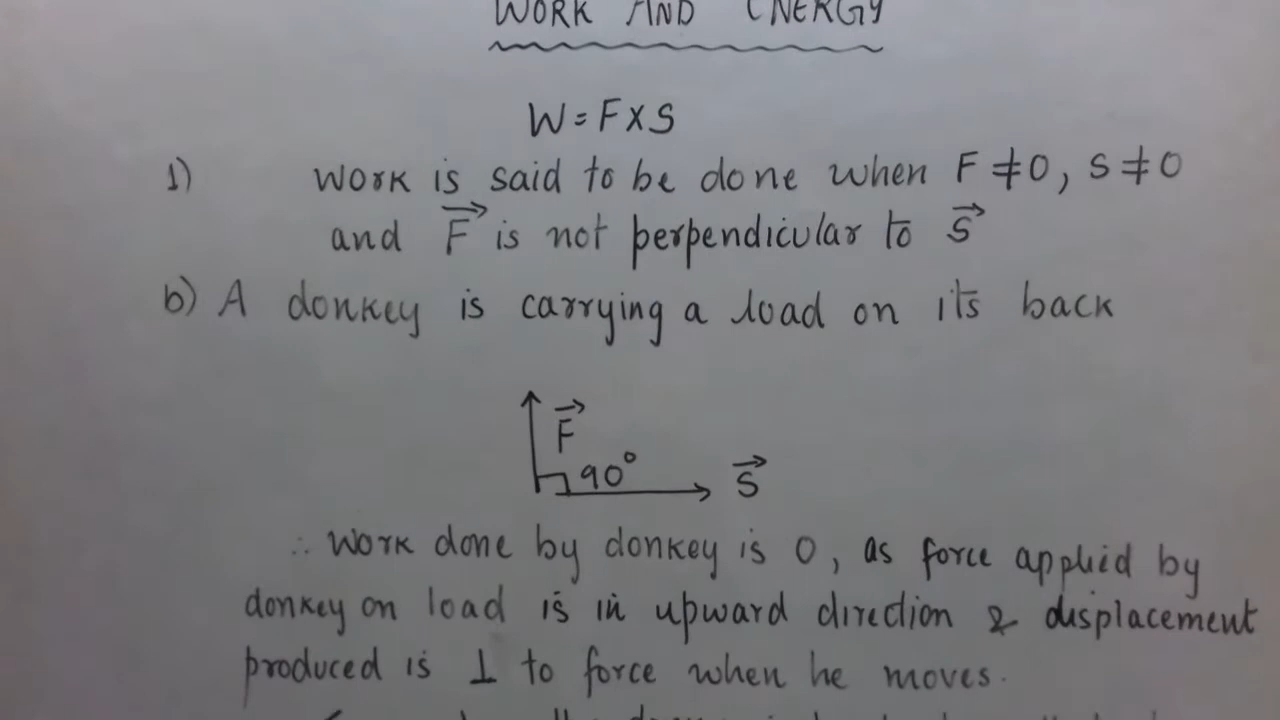 WORK AND ENERGY
W = F X S
1) Work is said to be done when F ≠ 0, S ≠ 0
and F⃗ is not perpendicular to S⃗
b) A donkey is carrying a load on its back
F⃗
90°
S⃗
∴ Work done by donkey is 0, as force applied by
donkey on load is in upward direction & displacement
produced is ⊥ to force when he moves.